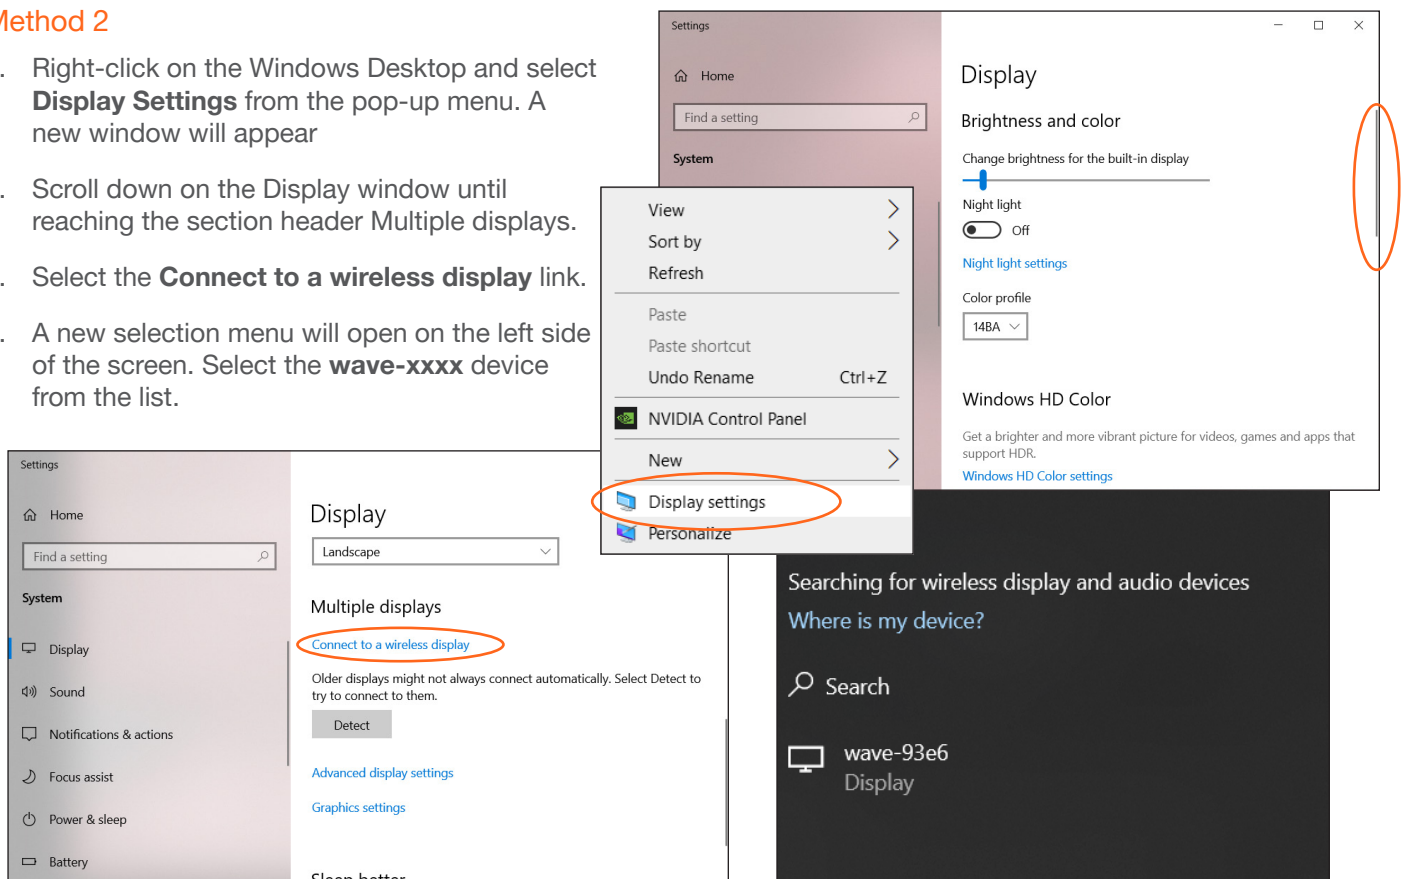 Method 2
. Right-click on the Windows Desktop and select
Display Settings from the pop-up menu. A
new window will appear
. Scroll down on the Display window until
reaching the section header Multiple displays.
. Select the Connect to a wireless display link.
. A new selection menu will open on the left side
of the screen. Select the wave-xxxx device
from the list.
Settings
Home
Find a setting
System
Display
Brightness and color
Change brightness for the built-in display
Night light
Off
Night light settings
Color profile
14BA
Windows HD Color
Get a brighter and more vibrant picture for videos, games and apps that
support HDR.
Windows HD Color settings
View
Sort by
Refresh
Paste
Paste shortcut
Undo Rename Ctrl+Z
NVIDIA Control Panel
New
Display settings
Personalize
Settings
Home
Find a setting
System
Display
Sound
Notifications & actions
Focus assist
Power & sleep
Battery
Display
Landscape
Multiple displays
Connect to a wireless display
Older displays might not always connect automatically. Select Detect to
try to connect to them.
Detect
Advanced display settings
Graphics settings
Sleep better
Searching for wireless display and audio devices
Where is my device?
Search
wave-93e6
Display